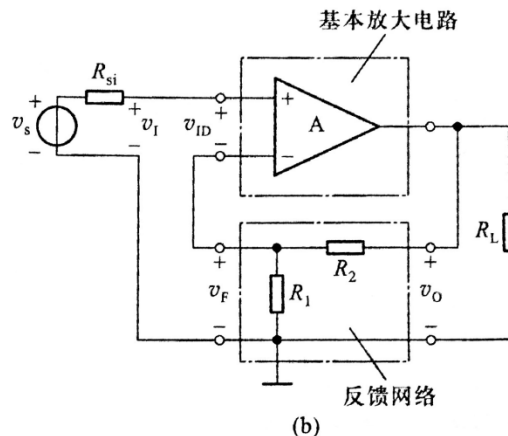 基本放大电路
R_si
+ + +
v_s v_I v_ID A
− − −
+ −
R_L
R_2
+ +
v_F R_1 v_O
− −
反馈网络
(b)